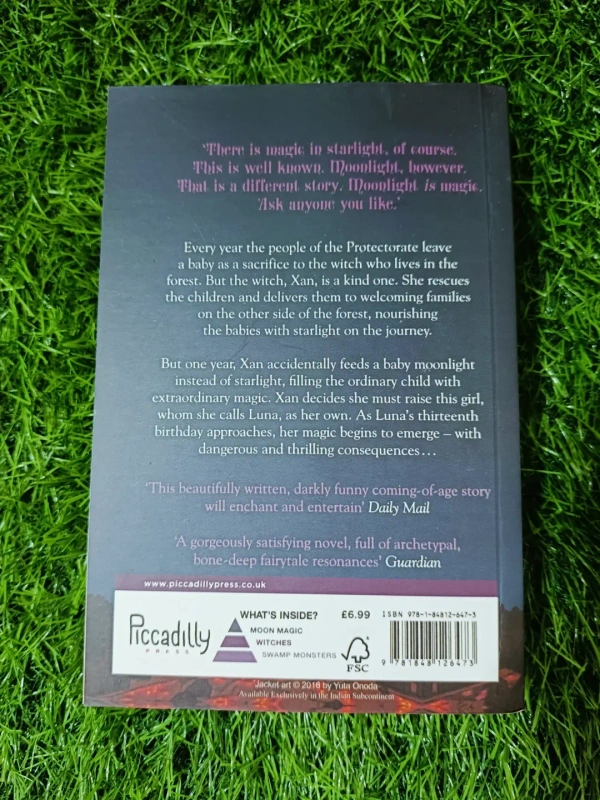 'There is magic in starlight, of course.
This is well known. Moonlight, however.
That is a different story. Moonlight is magic.
Ask anyone you like.'
Every year the people of the Protectorate leave
a baby as a sacrifice to the witch who lives in the
forest. But the witch, Xan, is a kind one. She rescues
the children and delivers them to welcoming families
on the other side of the forest, nourishing
the babies with starlight on the journey.
But one year, Xan accidentally feeds a baby moonlight
instead of starlight, filling the ordinary child with
extraordinary magic. Xan decides she must raise this girl,
whom she calls Luna, as her own. As Luna's thirteenth
birthday approaches, her magic begins to emerge – with
dangerous and thrilling consequences...
'This beautifully written, darkly funny coming-of-age story
will enchant and entertain' Daily Mail
'A gorgeously satisfying novel, full of archetypal,
bone-deep fairytale resonances' Guardian
www.piccadillypress.co.uk
Piccadilly
PRESS
WHAT'S INSIDE?
MOON MAGIC
WITCHES
SWAMP MONSTERS
£6.99
FSC
ISBN 978-1-84812-647-3
9 781848 126473
Jacket art © 2016 by Yuta Onoda
Available Exclusively in the Indian Subcontinent